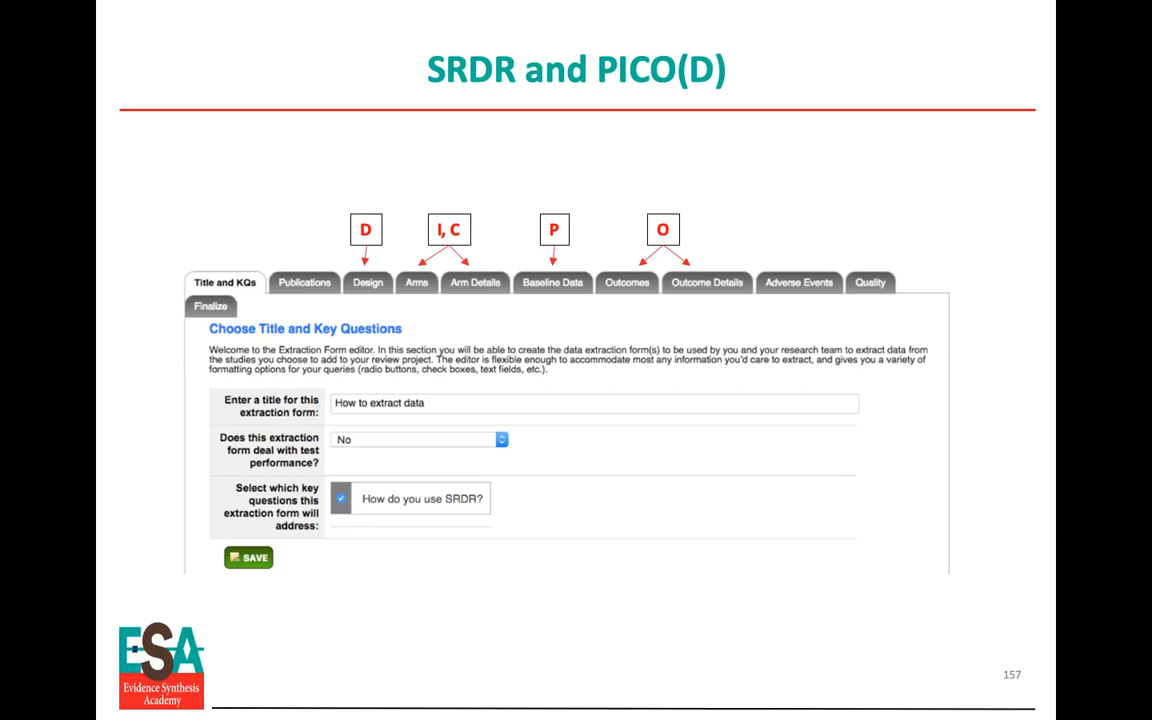 SRDR and PICO(D)
D
I, C
P
O
Title and KQs
Publications
Design
Arms
Arm Details
Baseline Data
Outcomes
Outcome Details
Adverse Events
Quality
Finalize
Choose Title and Key Questions
Welcome to the Extraction Form editor. In this section you will be able to create the data extraction form(s) to be used by you and your research team to extract data from
the studies you choose to add to your review project. The editor is flexible enough to accommodate most any information you'd care to extract, and gives you a variety of
formatting options for your queries (radio buttons, check boxes, text fields, etc.).
Enter a title for this
extraction form:
How to extract data
Does this extraction
form deal with test
performance?
No
Select which key
questions this
extraction form will
address:
How do you use SRDR?
SAVE
ESA
Evidence Synthesis
Academy
157